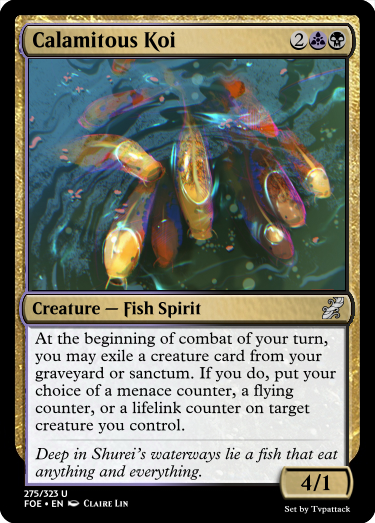 Calamitous Koi 2
Creature — Fish Spirit
At the beginning of combat of your turn,
you may exile a creature card from your
graveyard or sanctum. If you do, put your
choice of a menace counter, a flying
counter, or a lifelink counter on target
creature you control.
Deep in Shurei's waterways lie a fish that eat
anything and everything.
4/1
275/323 U
FOE • EN Claire Lin
Set by Tvpattack